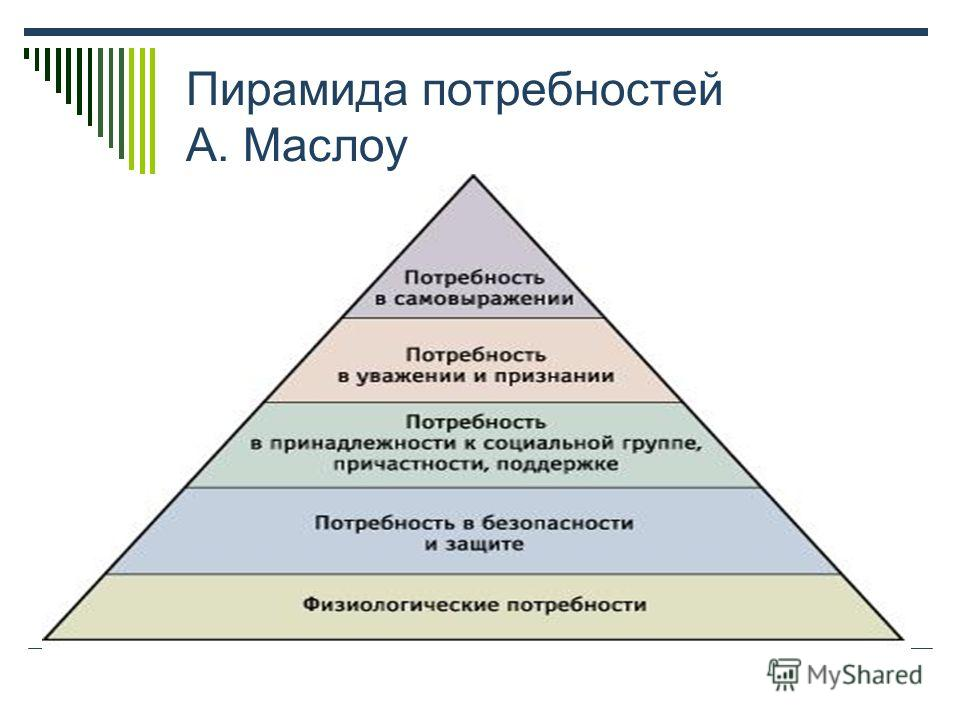 Пирамида потребностей
А. Маслоу
Потребность
в самовыражении
Потребность
в уважении и признании
Потребность
в принадлежности к социальной группе,
причастности, поддержке
Потребность в безопасности
и защите
Физиологические потребности
MyShared